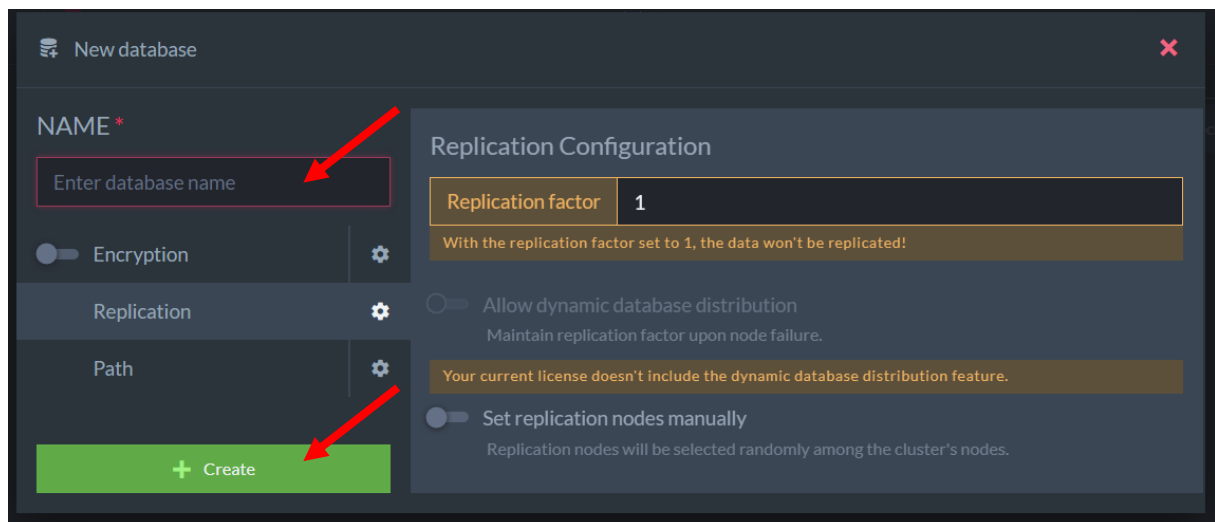 New database
NAME *
Enter database name
Encryption
Replication
Path
+ Create
Replication Configuration
Replication factor 1
With the replication factor set to 1, the data won't be replicated!
Allow dynamic database distribution
Maintain replication factor upon node failure.
Your current license doesn't include the dynamic database distribution feature.
Set replication nodes manually
Replication nodes will be selected randomly among the cluster's nodes.